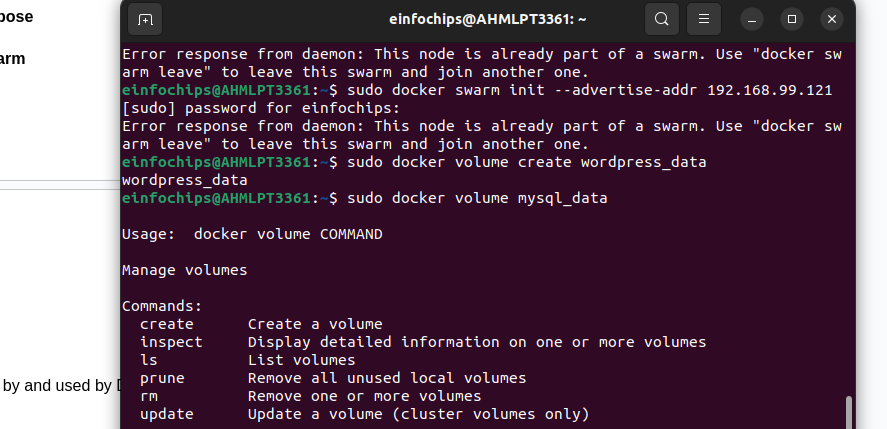 pose
arm
by and used by D
einfochips@AHMLPT3361: ~
Error response from daemon: This node is already part of a swarm. Use "docker sw
arm leave" to leave this swarm and join another one.
einfochips@AHMLPT3361:~$ sudo docker swarm init --advertise-addr 192.168.99.121
[sudo] password for einfochips:
Error response from daemon: This node is already part of a swarm. Use "docker sw
arm leave" to leave this swarm and join another one.
einfochips@AHMLPT3361:~$ sudo docker volume create wordpress_data
wordpress_data
einfochips@AHMLPT3361:~$ sudo docker volume mysql_data
Usage:  docker volume COMMAND
Manage volumes
Commands:
  create      Create a volume
  inspect     Display detailed information on one or more volumes
  ls          List volumes
  prune       Remove all unused local volumes
  rm          Remove one or more volumes
  update      Update a volume (cluster volumes only)